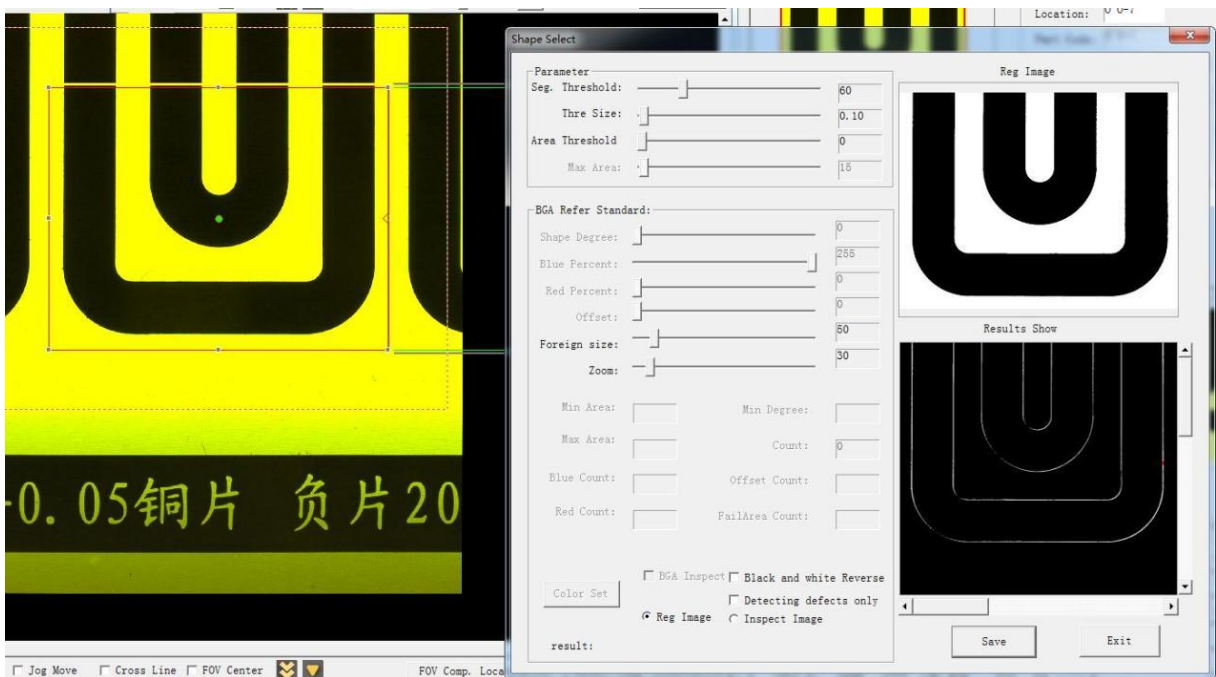 Location: 0 0-7
Shape Select
Parameter
Seg. Threshold: 60
Thre Size: 0.10
Area Threshold 0
Max Area: 15
BGA Refer Standard:
Shape Degree: 0
Blue Percent: 255
Red Percent: 0
Offset: 0
Foreign size: 50
Zoom: 30
Min Area: Min Degree:
Max Area: Count: 0
Blue Count: Offset Count:
Red Count: FailArea Count:
BGA Inspect Black and white Reverse
Color Set Detecting defects only
Reg Image Inspect Image
result:
Reg Image
Results Show
Save Exit
-0.05铜片 负片20
Jog Move Cross Line FOV Center FOV Comp. Loca